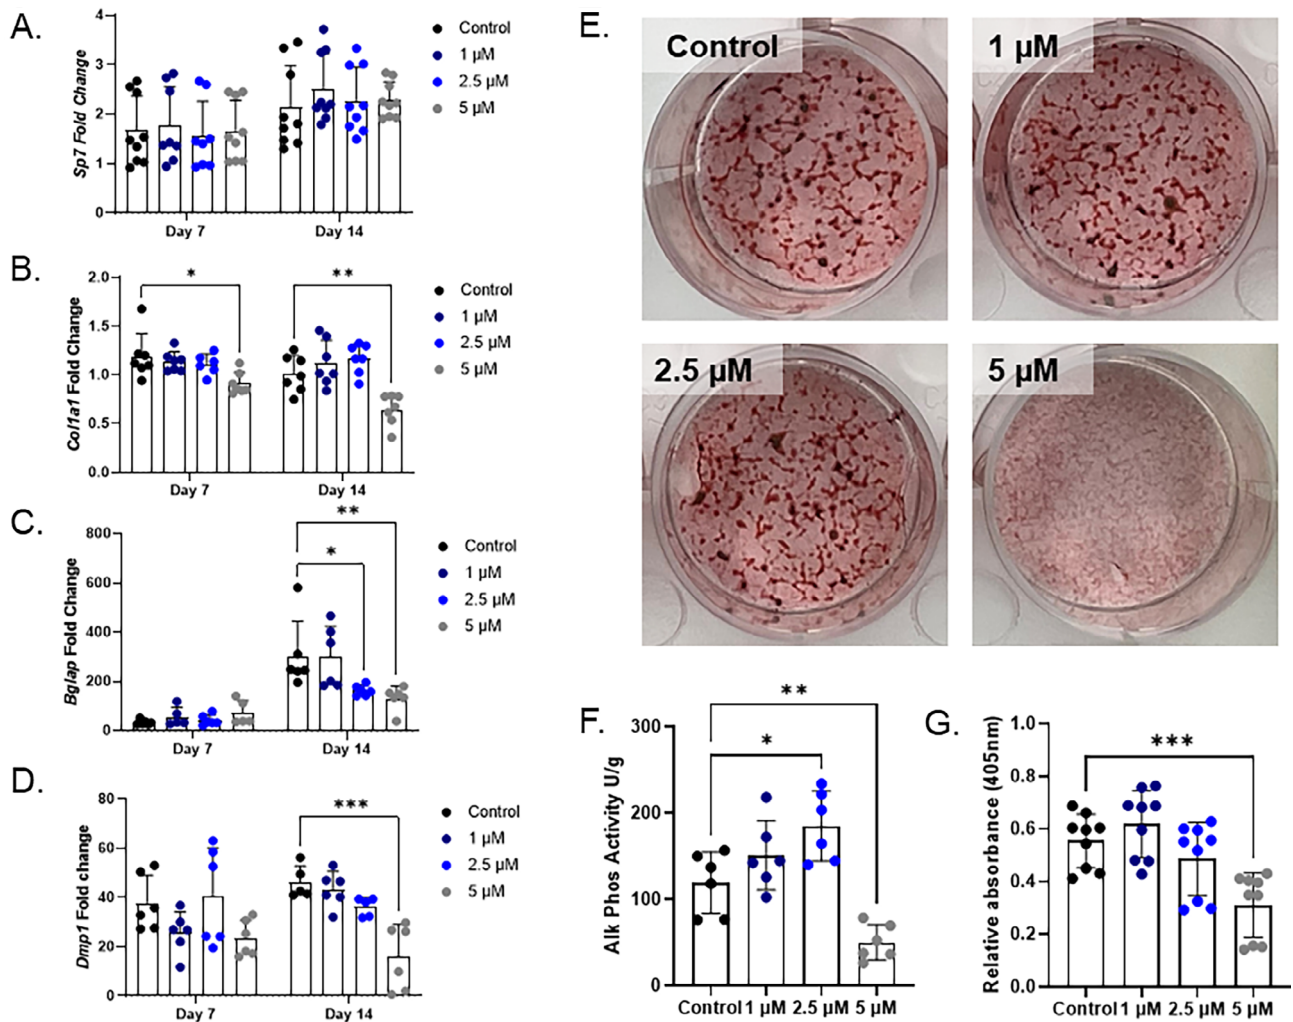 A.
Sp7 Fold Change
4
3
2
1
0
Day 7
Day 14
Control
1 µM
2.5 µM
5 µM
B.
Col1a1 Fold Change
2.0
1.5
1.0
0.5
0.0
*
**
Day 7
Day 14
Control
1 µM
2.5 µM
5 µM
C.
Bglap Fold Change
800
600
400
200
0
**
*
Day 7
Day 14
Control
1 µM
2.5 µM
5 µM
D.
Dmp1 Fold change
80
60
40
20
0
***
Day 7
Day 14
Control
1 µM
2.5 µM
5 µM
E.
Control
1 µM
2.5 µM
5 µM
F.
Alk Phos Activity U/g
300
200
100
0
**
*
Control 1 µM 2.5 µM 5 µM
G.
Relative absorbance (405nm)
1.0
0.8
0.6
0.4
0.2
0.0
***
Control 1 µM 2.5 µM 5 µM